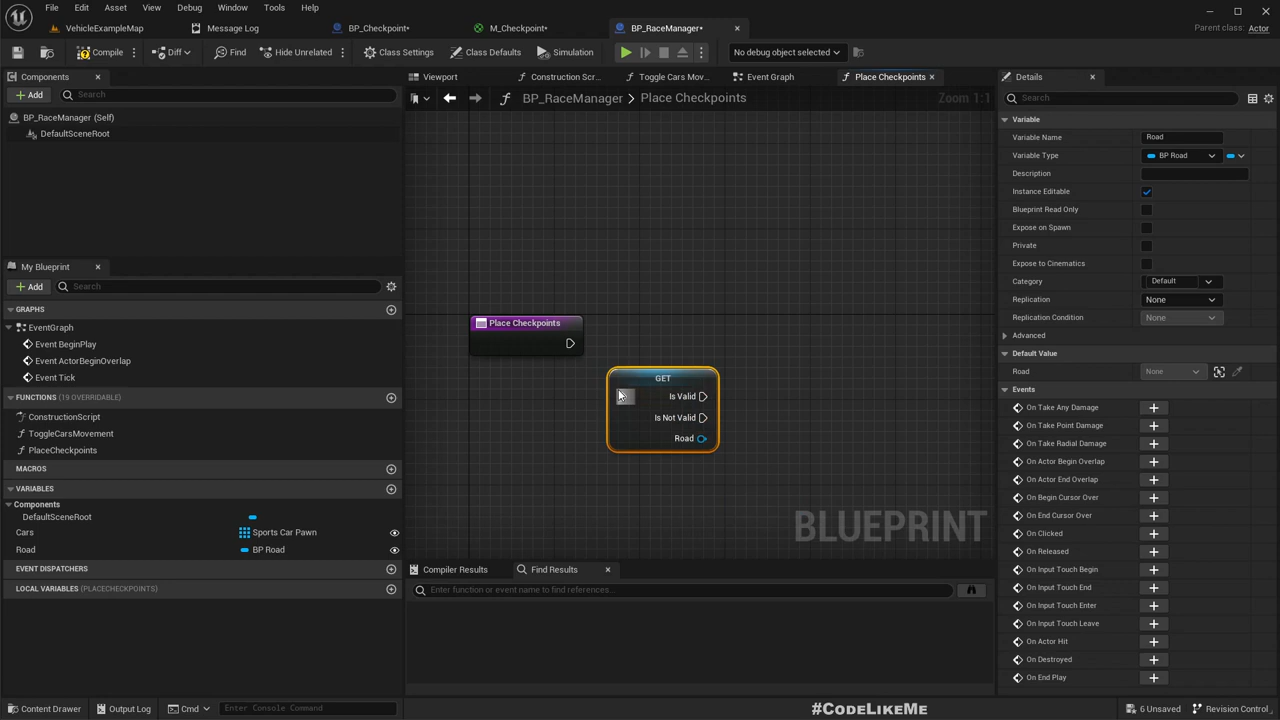 File Edit Asset View Debug Window Tools Help
VehicleExampleMap Message Log BP_Checkpoint* M_Checkpoint* BP_RaceManager* Parent class: Actor
Compile Diff Find Hide Unrelated Class Settings Class Defaults Simulation No debug object selected
Components Viewport Construction Scr... Toggle Cars Mov... Event Graph Place Checkpoints Details
Add Search BP_RaceManager Place Checkpoints Zoom 1:1 Search
BP_RaceManager (Self)
DefaultSceneRoot
Variable
Variable Name Road
Variable Type BP Road
Description
Instance Editable
Blueprint Read Only
Expose on Spawn
Private
Expose to Cinematics
Category Default
Replication None
Replication Condition None
Advanced
Default Value
Road None
Events
On Take Any Damage
On Take Point Damage
On Take Radial Damage
On Actor Begin Overlap
On Actor End Overlap
On Begin Cursor Over
On End Cursor Over
On Clicked
On Released
On Input Touch Begin
On Input Touch End
On Input Touch Enter
On Input Touch Leave
On Actor Hit
On Destroyed
On End Play
My Blueprint
Add Search
GRAPHS
EventGraph
Event BeginPlay
Event ActorBeginOverlap
Event Tick
FUNCTIONS (19 OVERRIDABLE)
ConstructionScript
ToggleCarsMovement
PlaceCheckpoints
MACROS
VARIABLES
Components
DefaultSceneRoot
Cars Sports Car Pawn
Road BP Road
EVENT DISPATCHERS
LOCAL VARIABLES (PLACECHECKPOINTS)
Place Checkpoints
GET
Is Valid
Is Not Valid
Road
BLUEPRINT
Compiler Results Find Results
Enter function or event name to find references...
Content Drawer Output Log Cmd Enter Console Command #CODELIKEME 6 Unsaved Revision Control